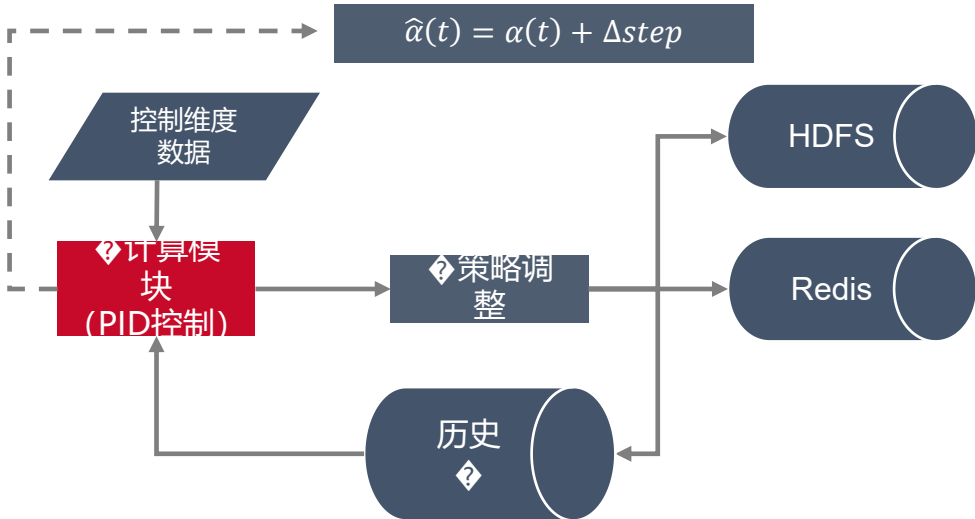 α̂(t) = α(t) + Δstep
控制维度
数据
HDFS
�计算模
块
(PID控制)
�策略调
整
Redis
历史
�